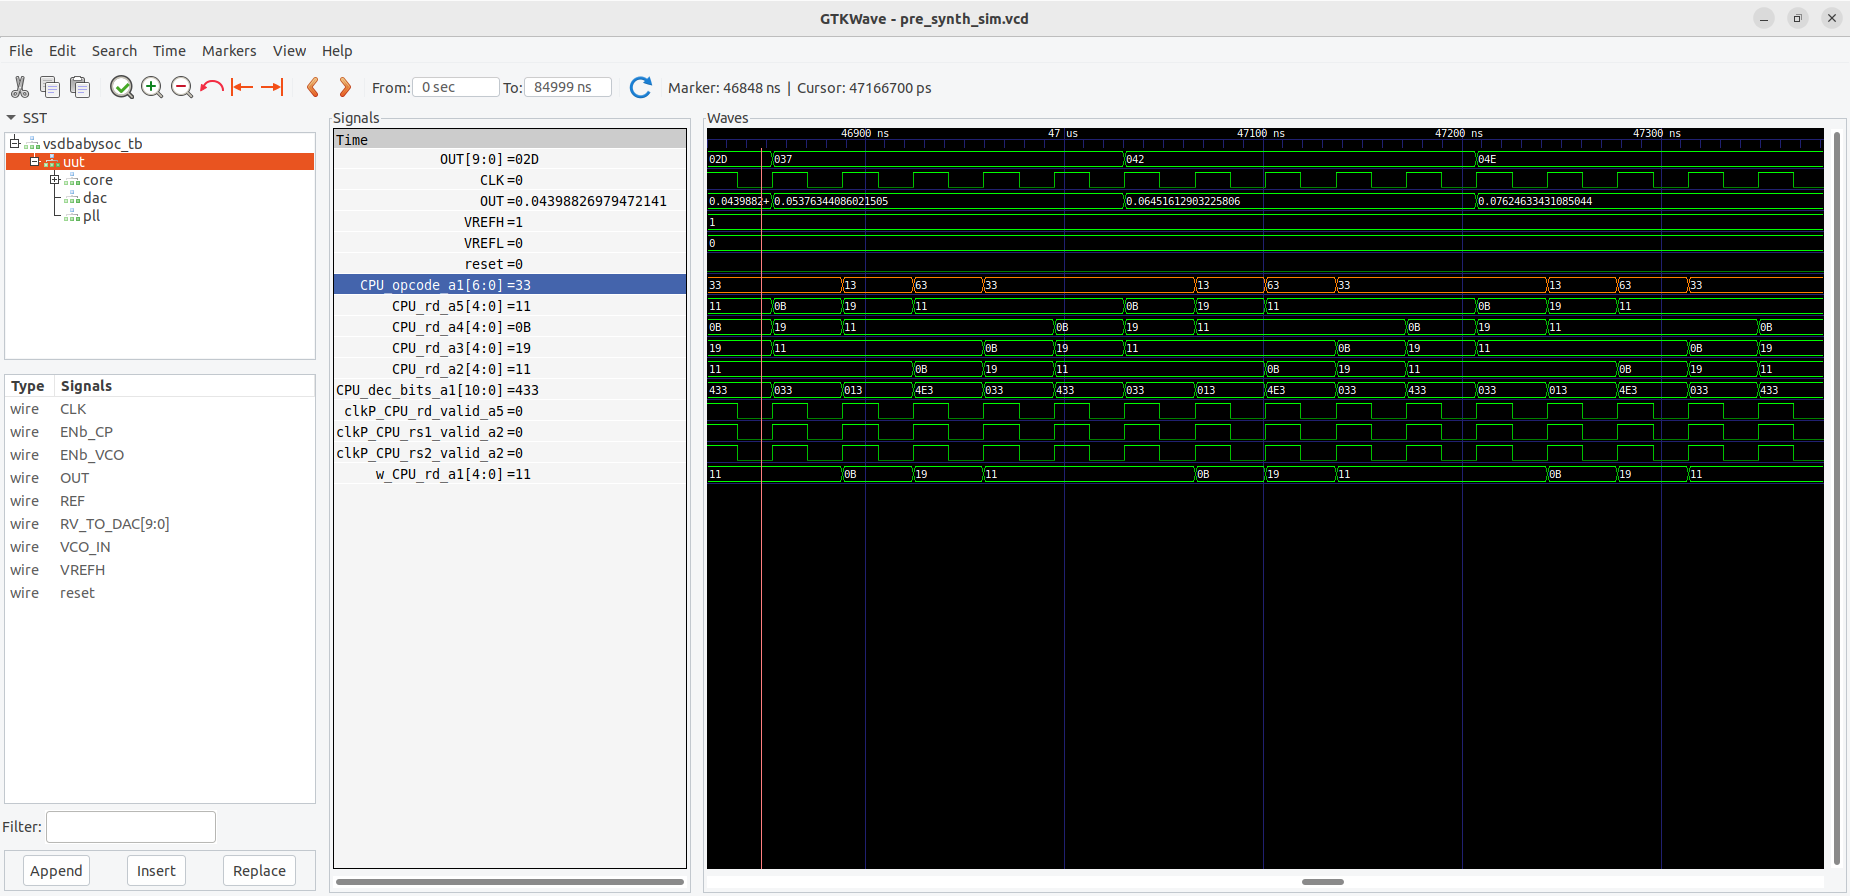 GTKWave - pre_synth_sim.vcd
File Edit Search Time Markers View Help
From: 0 sec To: 84999 ns Marker: 46848 ns | Cursor: 47166700 ps
SST
vsdbabysoc_tb
uut
core
dac
pll
Type Signals
wire CLK
wire ENb_CP
wire ENb_VCO
wire OUT
wire REF
wire RV_TO_DAC[9:0]
wire VCO_IN
wire VREFH
wire reset
Filter:
Append Insert Replace
Signals
Time
OUT[9:0] =02D
CLK =0
OUT =0.04398826979472141
VREFH =1
VREFL =0
reset =0
CPU_opcode_a1[6:0] =33
CPU_rd_a5[4:0] =11
CPU_rd_a4[4:0] =0B
CPU_rd_a3[4:0] =19
CPU_rd_a2[4:0] =11
CPU_dec_bits_a1[10:0] =433
clkP_CPU_rd_valid_a5 =0
clkP_CPU_rs1_valid_a2 =0
clkP_CPU_rs2_valid_a2 =0
w_CPU_rd_a1[4:0] =11
Waves
46900 ns 47 us 47100 ns 47200 ns 47300 ns
02D 037 042 04E
0.0439882+ 0.05376344086021505 0.06451612903225806 0.07624633431085044
1
0
33 13 63 33 13 63 33 13 63 33
11 0B 19 11 0B 19 11 0B 19 11
0B 19 11 0B 19 11 0B 19 11 0B
19 11 0B 19 11 0B 19 11 0B 19
11 0B 19 11 0B 19 11 0B 19 11
433 033 013 4E3 033 433 033 013 4E3 033 433 033 013 4E3 033 433
11 0B 19 11 0B 19 11 0B 19 11